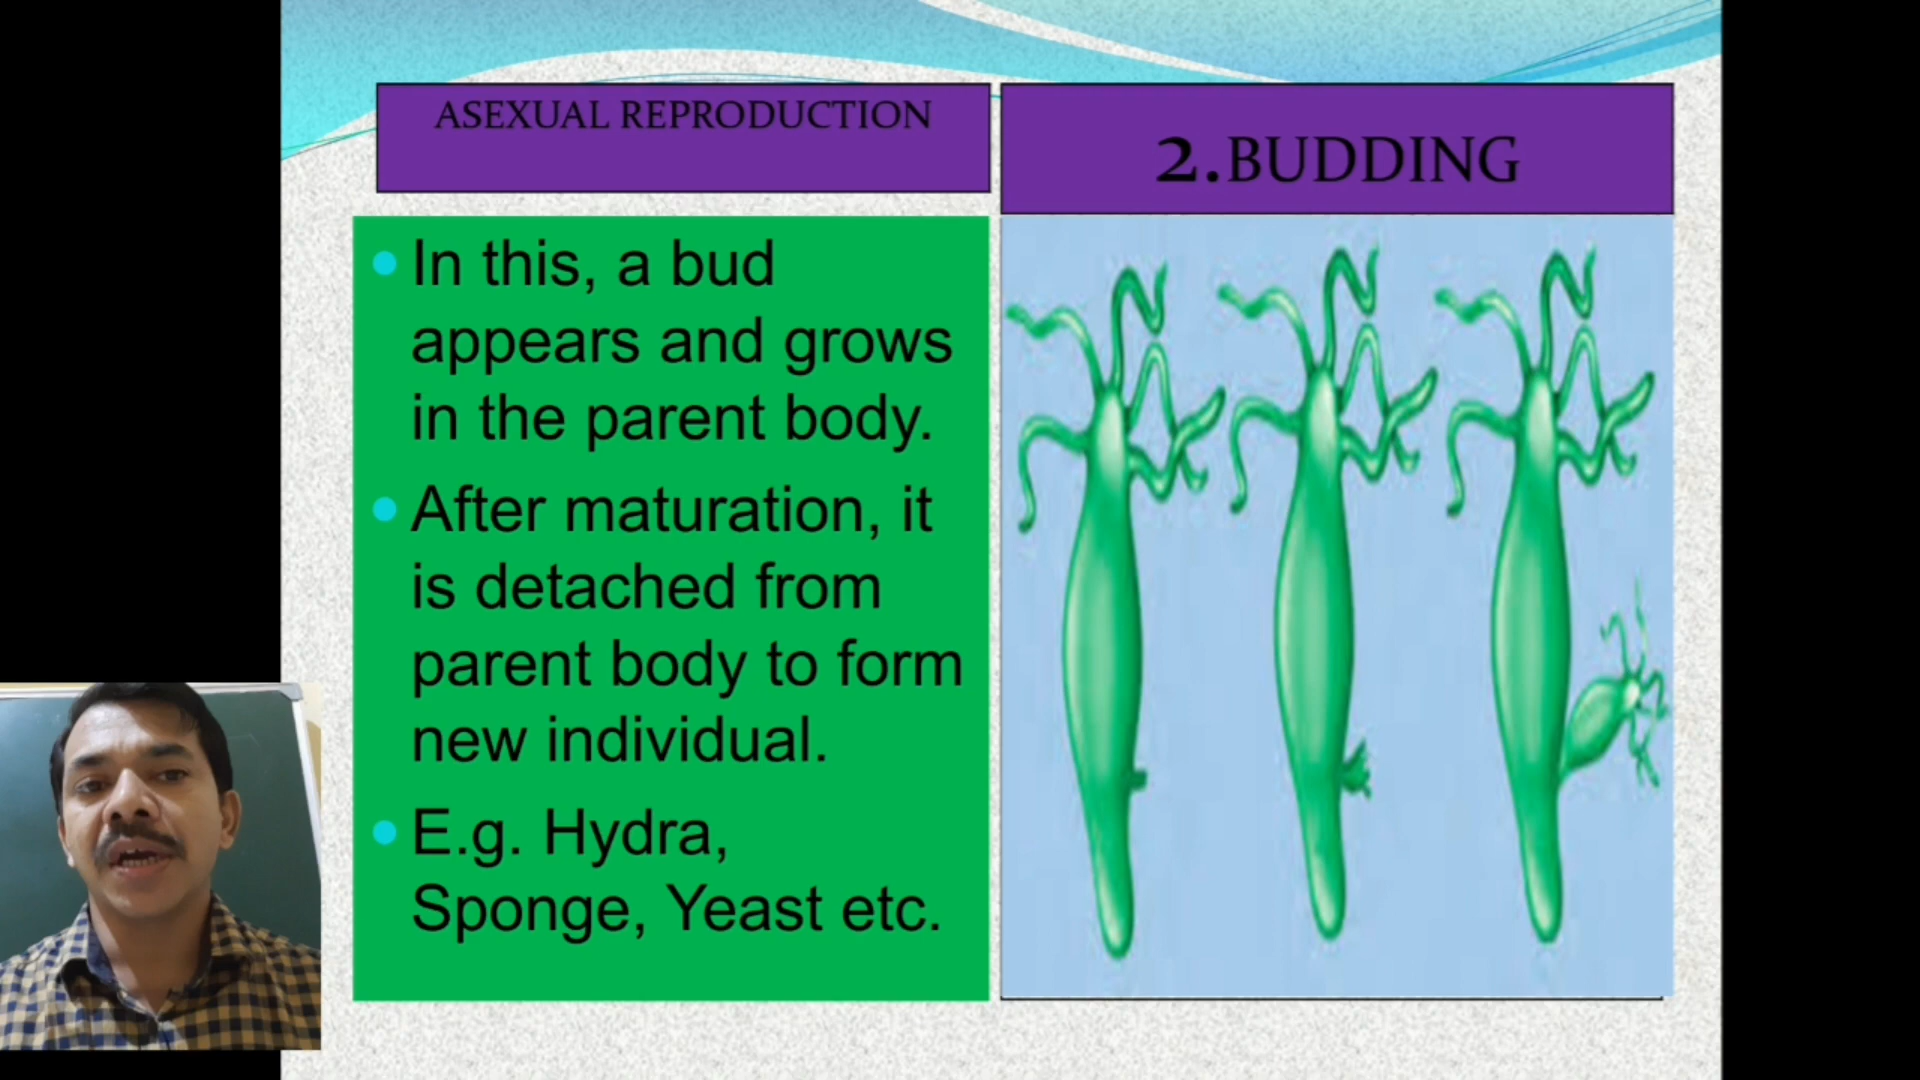 ASEXUAL REPRODUCTION
2.BUDDING
In this, a bud
appears and grows
in the parent body.
After maturation, it
is detached from
parent body to form
new individual.
E.g. Hydra,
Sponge, Yeast etc.